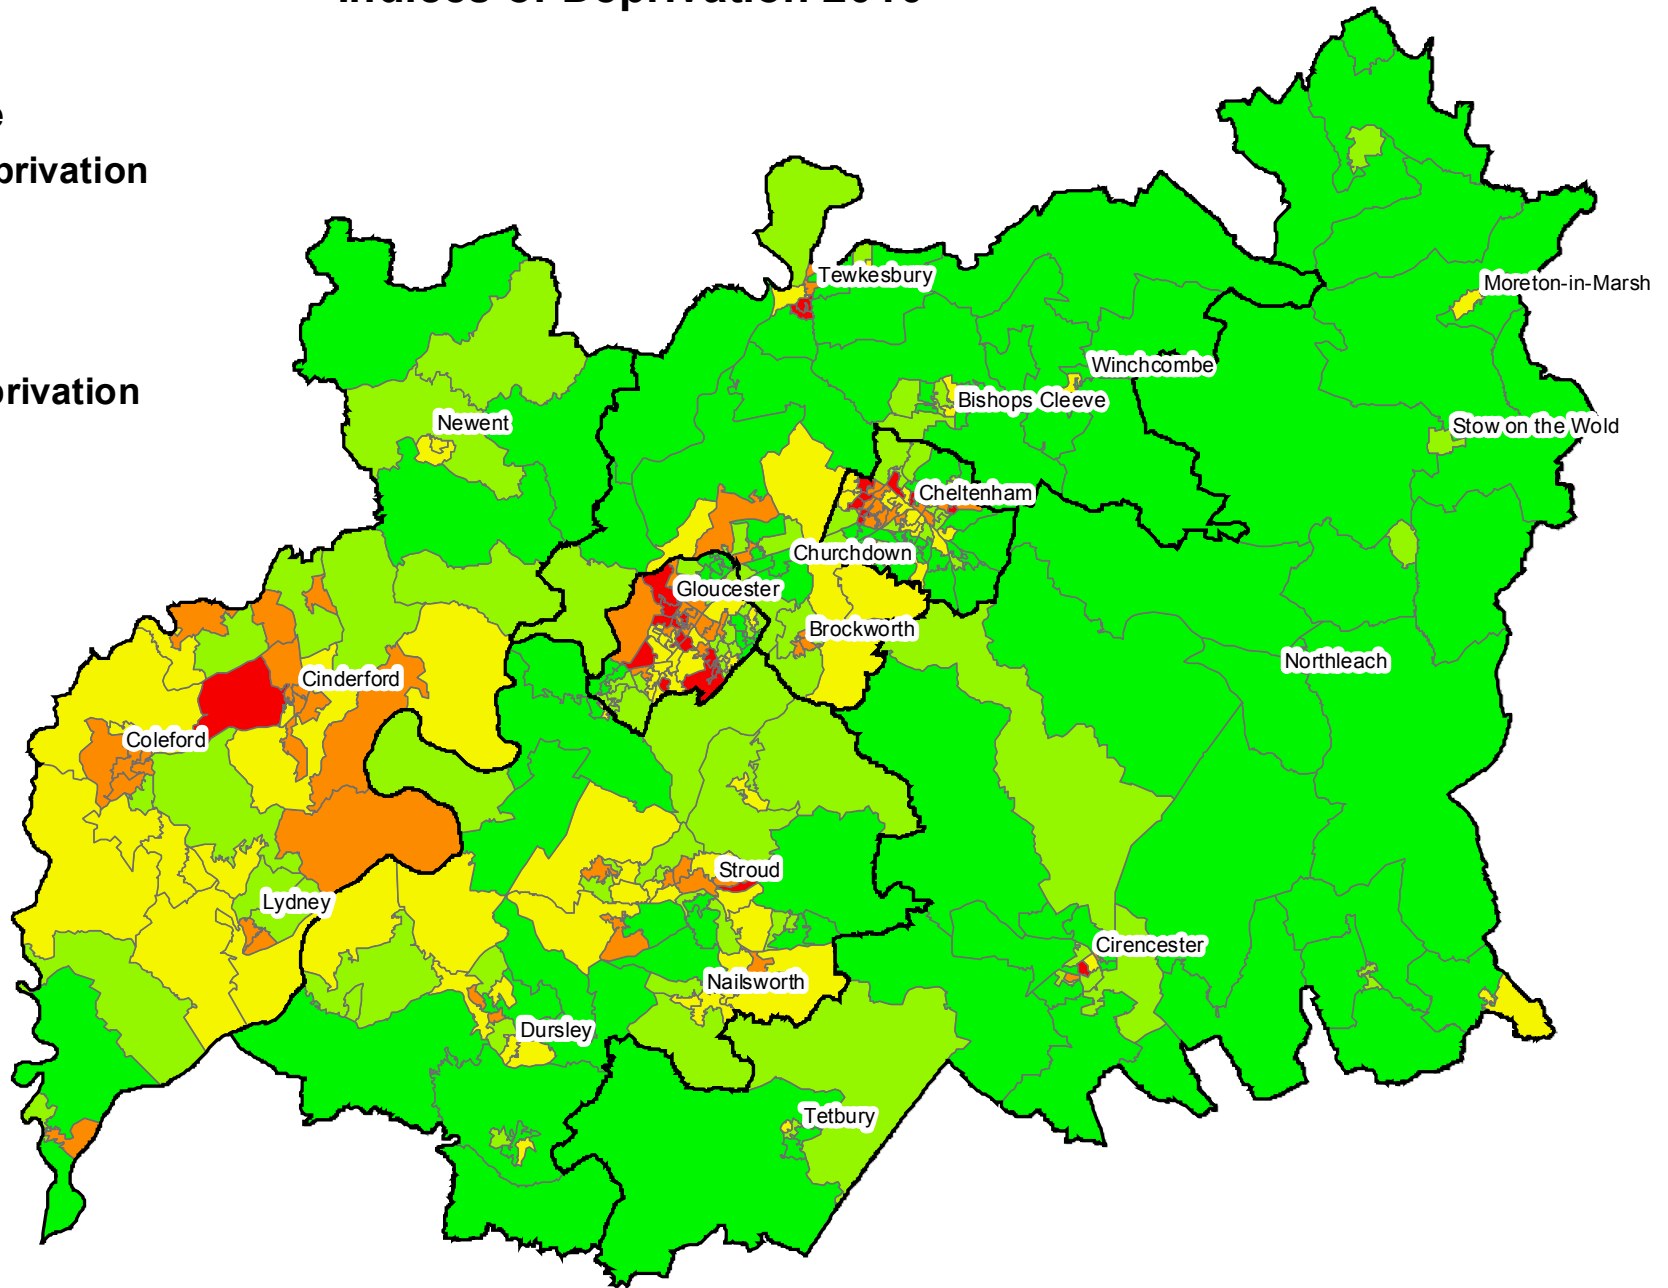 e
privation
privation
Tewkesbury
Moreton-in-Marsh
Winchcombe
Bishops Cleeve
Newent
Stow on the Wold
Cheltenham
Churchdown
Gloucester
Brockworth
Northleach
Cinderford
Coleford
Stroud
Lydney
Cirencester
Nailsworth
Dursley
Tetbury